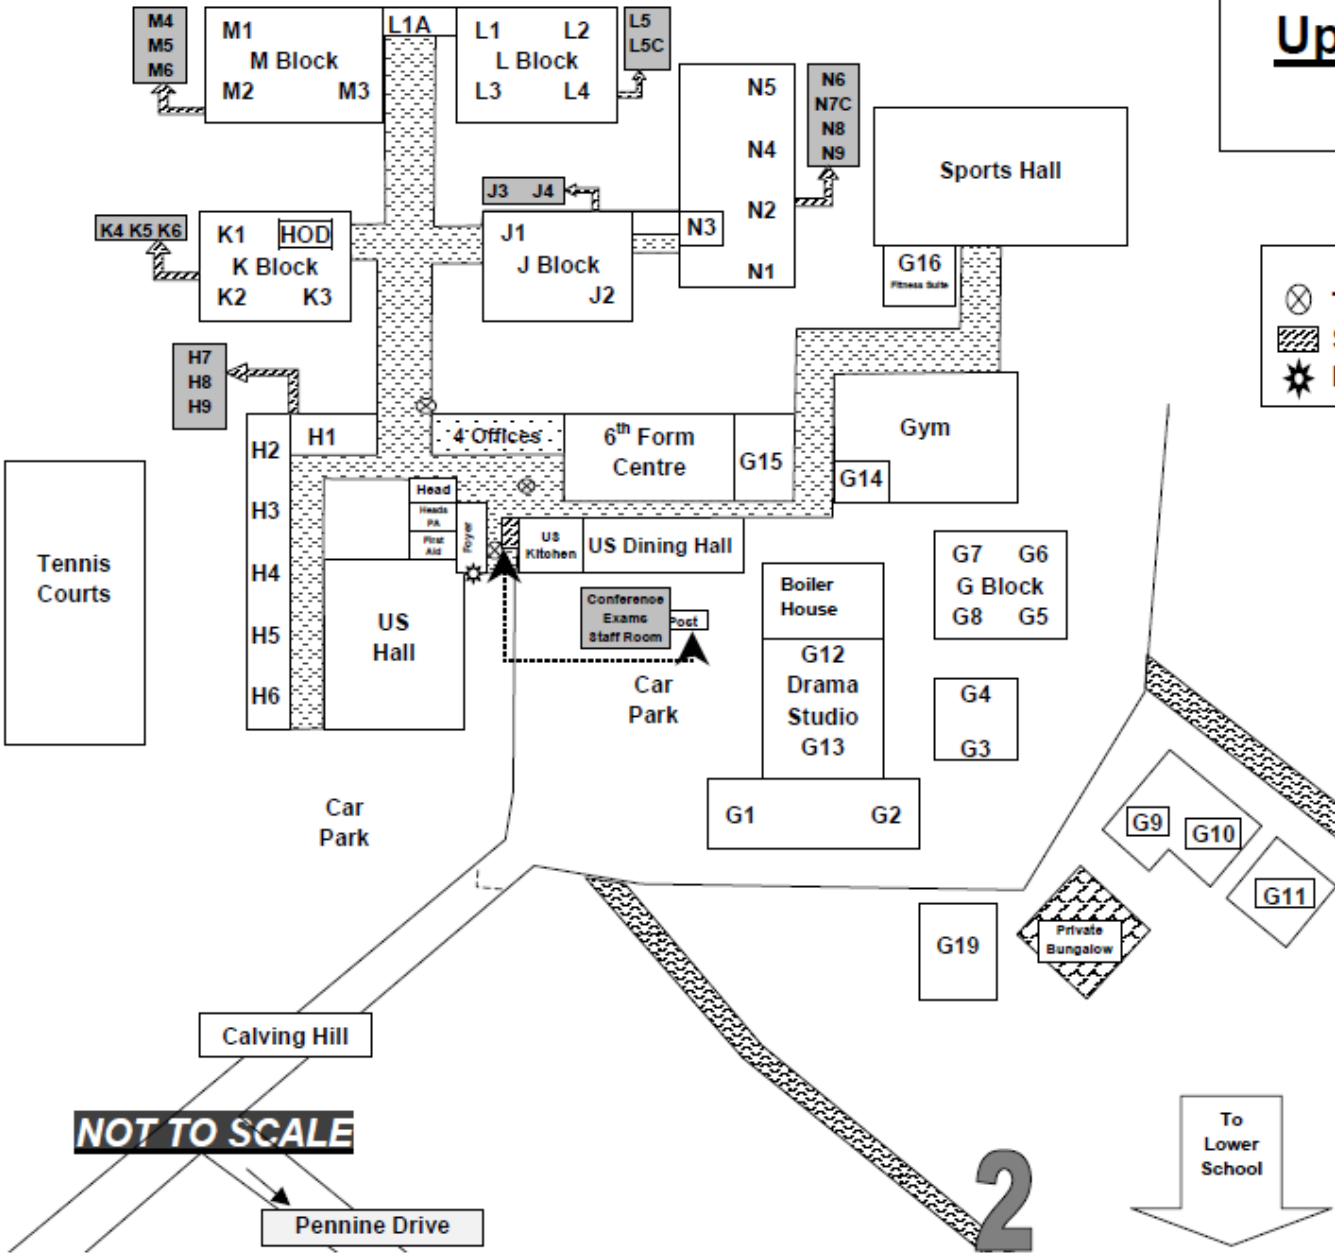 M4
M5
M6
M1
M Block
M2 M3
L1A
L1 L2
L Block
L3 L4
L5
L5C
Up
N5
N4
N2
N3
N1
N6
N7C
N8
N9
Sports Hall
J3 J4
K4 K5 K6
K1 HOD
K Block
K2 K3
J1
J Block
J2
G16
Fitness Suite
H7
H8
H9
H1
H2
H3
H4
H5
H6
4 Offices
6th Form
Centre
G15
Gym
G14
Head
Heads
PA
First
Aid
Foyer
US
Kitchen
US Dining Hall
Tennis
Courts
US
Hall
Conference
Exams
Staff Room
Post
Car
Park
Boiler
House
G12
Drama
Studio
G13
G7 G6
G Block
G8 G5
G4
G3
G1 G2
Car
Park
G9
G10
G11
G19
Private
Bungalow
Calving Hill
NOT TO SCALE
Pennine Drive
2
To
Lower
School